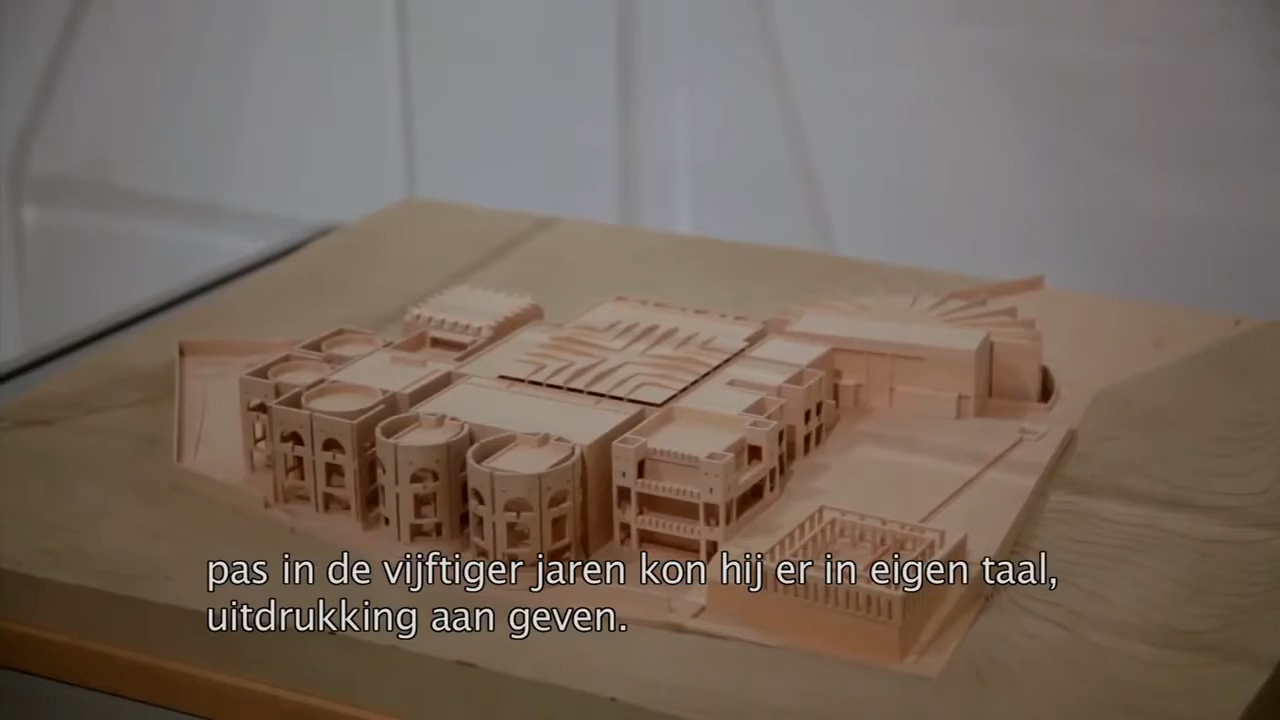 pas in de vijftiger jaren kon hij er in eigen taal,
uitdrukking aan geven.